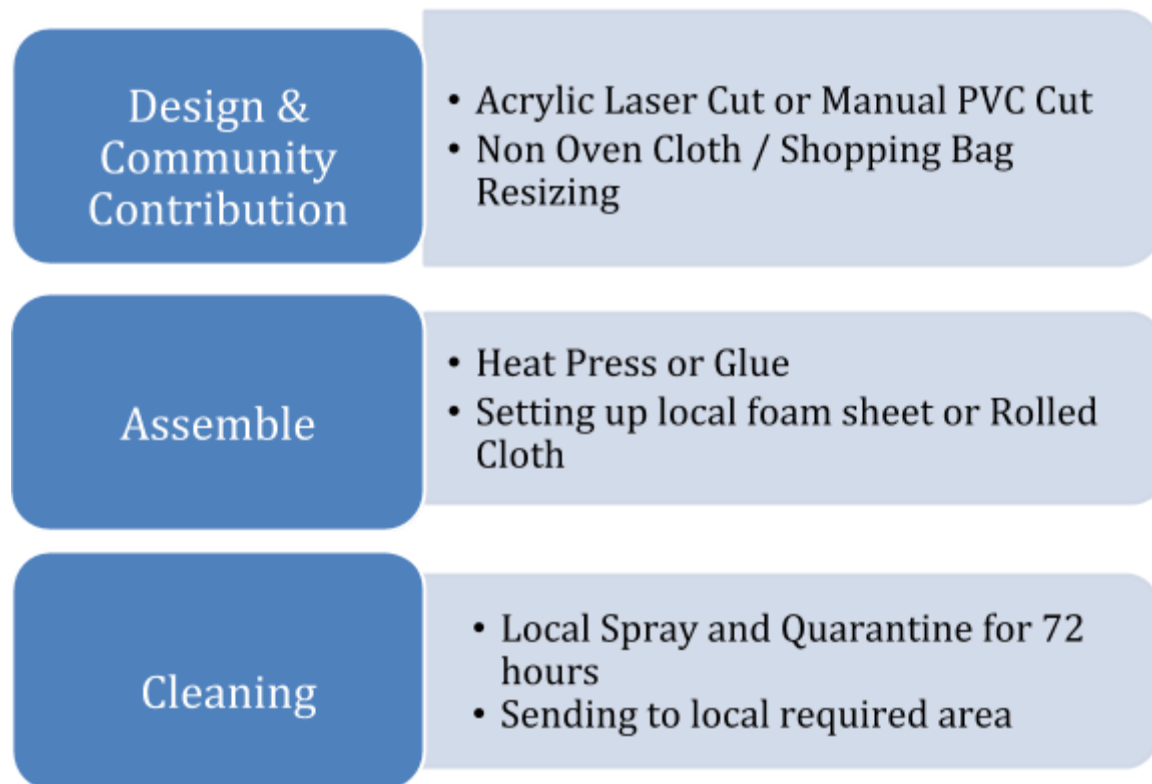 Design &
Community
Contribution
• Acrylic Laser Cut or Manual PVC Cut
• Non Oven Cloth / Shopping Bag
Resizing
Assemble
• Heat Press or Glue
• Setting up local foam sheet or Rolled
Cloth
Cleaning
• Local Spray and Quarantine for 72
hours
• Sending to local required area